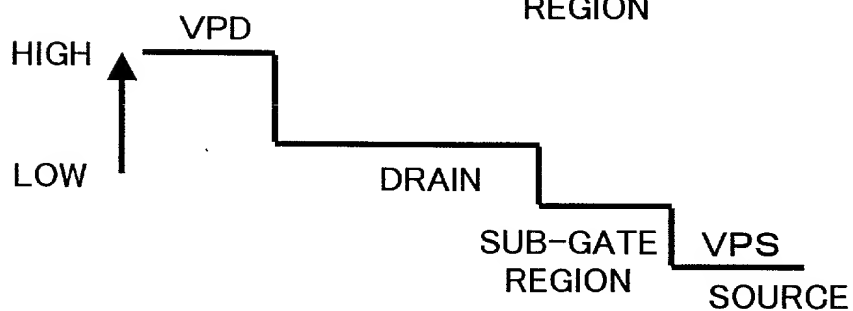 REGION
VPD
HIGH
LOW
DRAIN
SUB-GATE
REGION
VPS
SOURCE